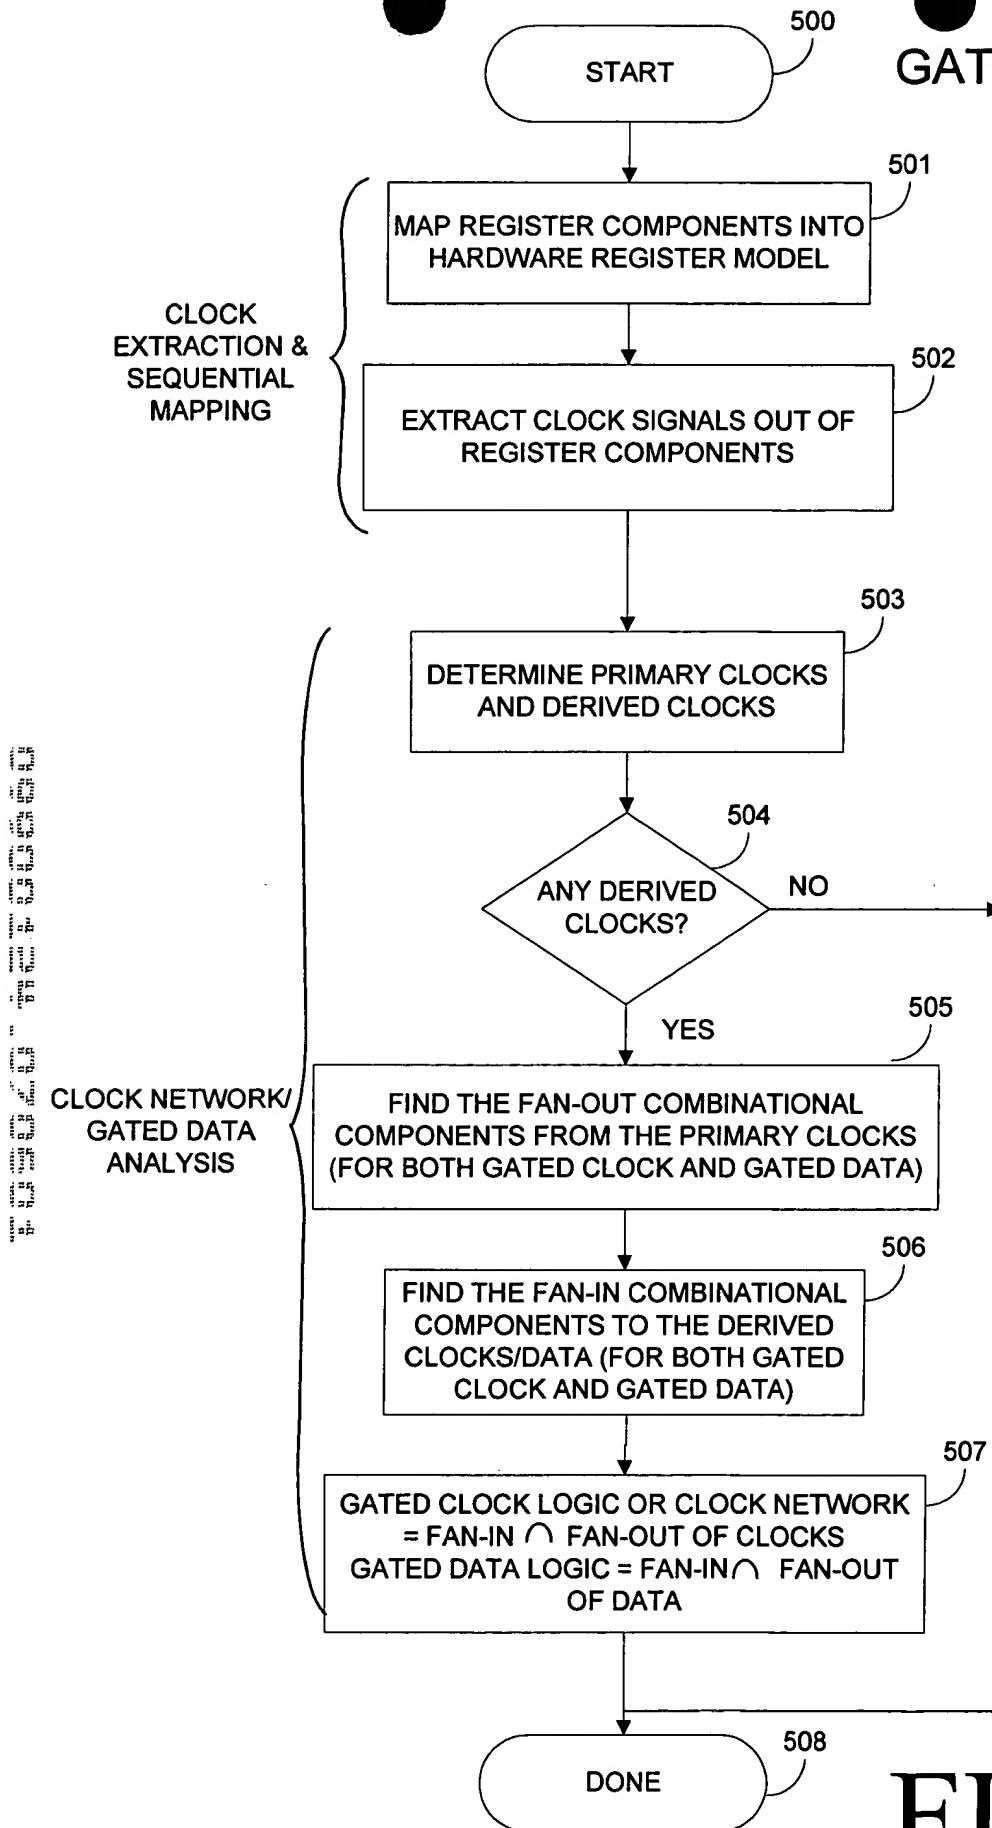 500
START
GAT
501
MAP REGISTER COMPONENTS INTO
HARDWARE REGISTER MODEL
CLOCK
EXTRACTION &
SEQUENTIAL
MAPPING
502
EXTRACT CLOCK SIGNALS OUT OF
REGISTER COMPONENTS
503
DETERMINE PRIMARY CLOCKS
AND DERIVED CLOCKS
504
ANY DERIVED
CLOCKS?
NO
YES
505
CLOCK NETWORK/
GATED DATA
ANALYSIS
FIND THE FAN-OUT COMBINATIONAL
COMPONENTS FROM THE PRIMARY CLOCKS
(FOR BOTH GATED CLOCK AND GATED DATA)
506
FIND THE FAN-IN COMBINATIONAL
COMPONENTS TO THE DERIVED
CLOCKS/DATA (FOR BOTH GATED
CLOCK AND GATED DATA)
507
GATED CLOCK LOGIC OR CLOCK NETWORK
= FAN-IN ∩ FAN-OUT OF CLOCKS
GATED DATA LOGIC = FAN-IN ∩ FAN-OUT
OF DATA
508
DONE